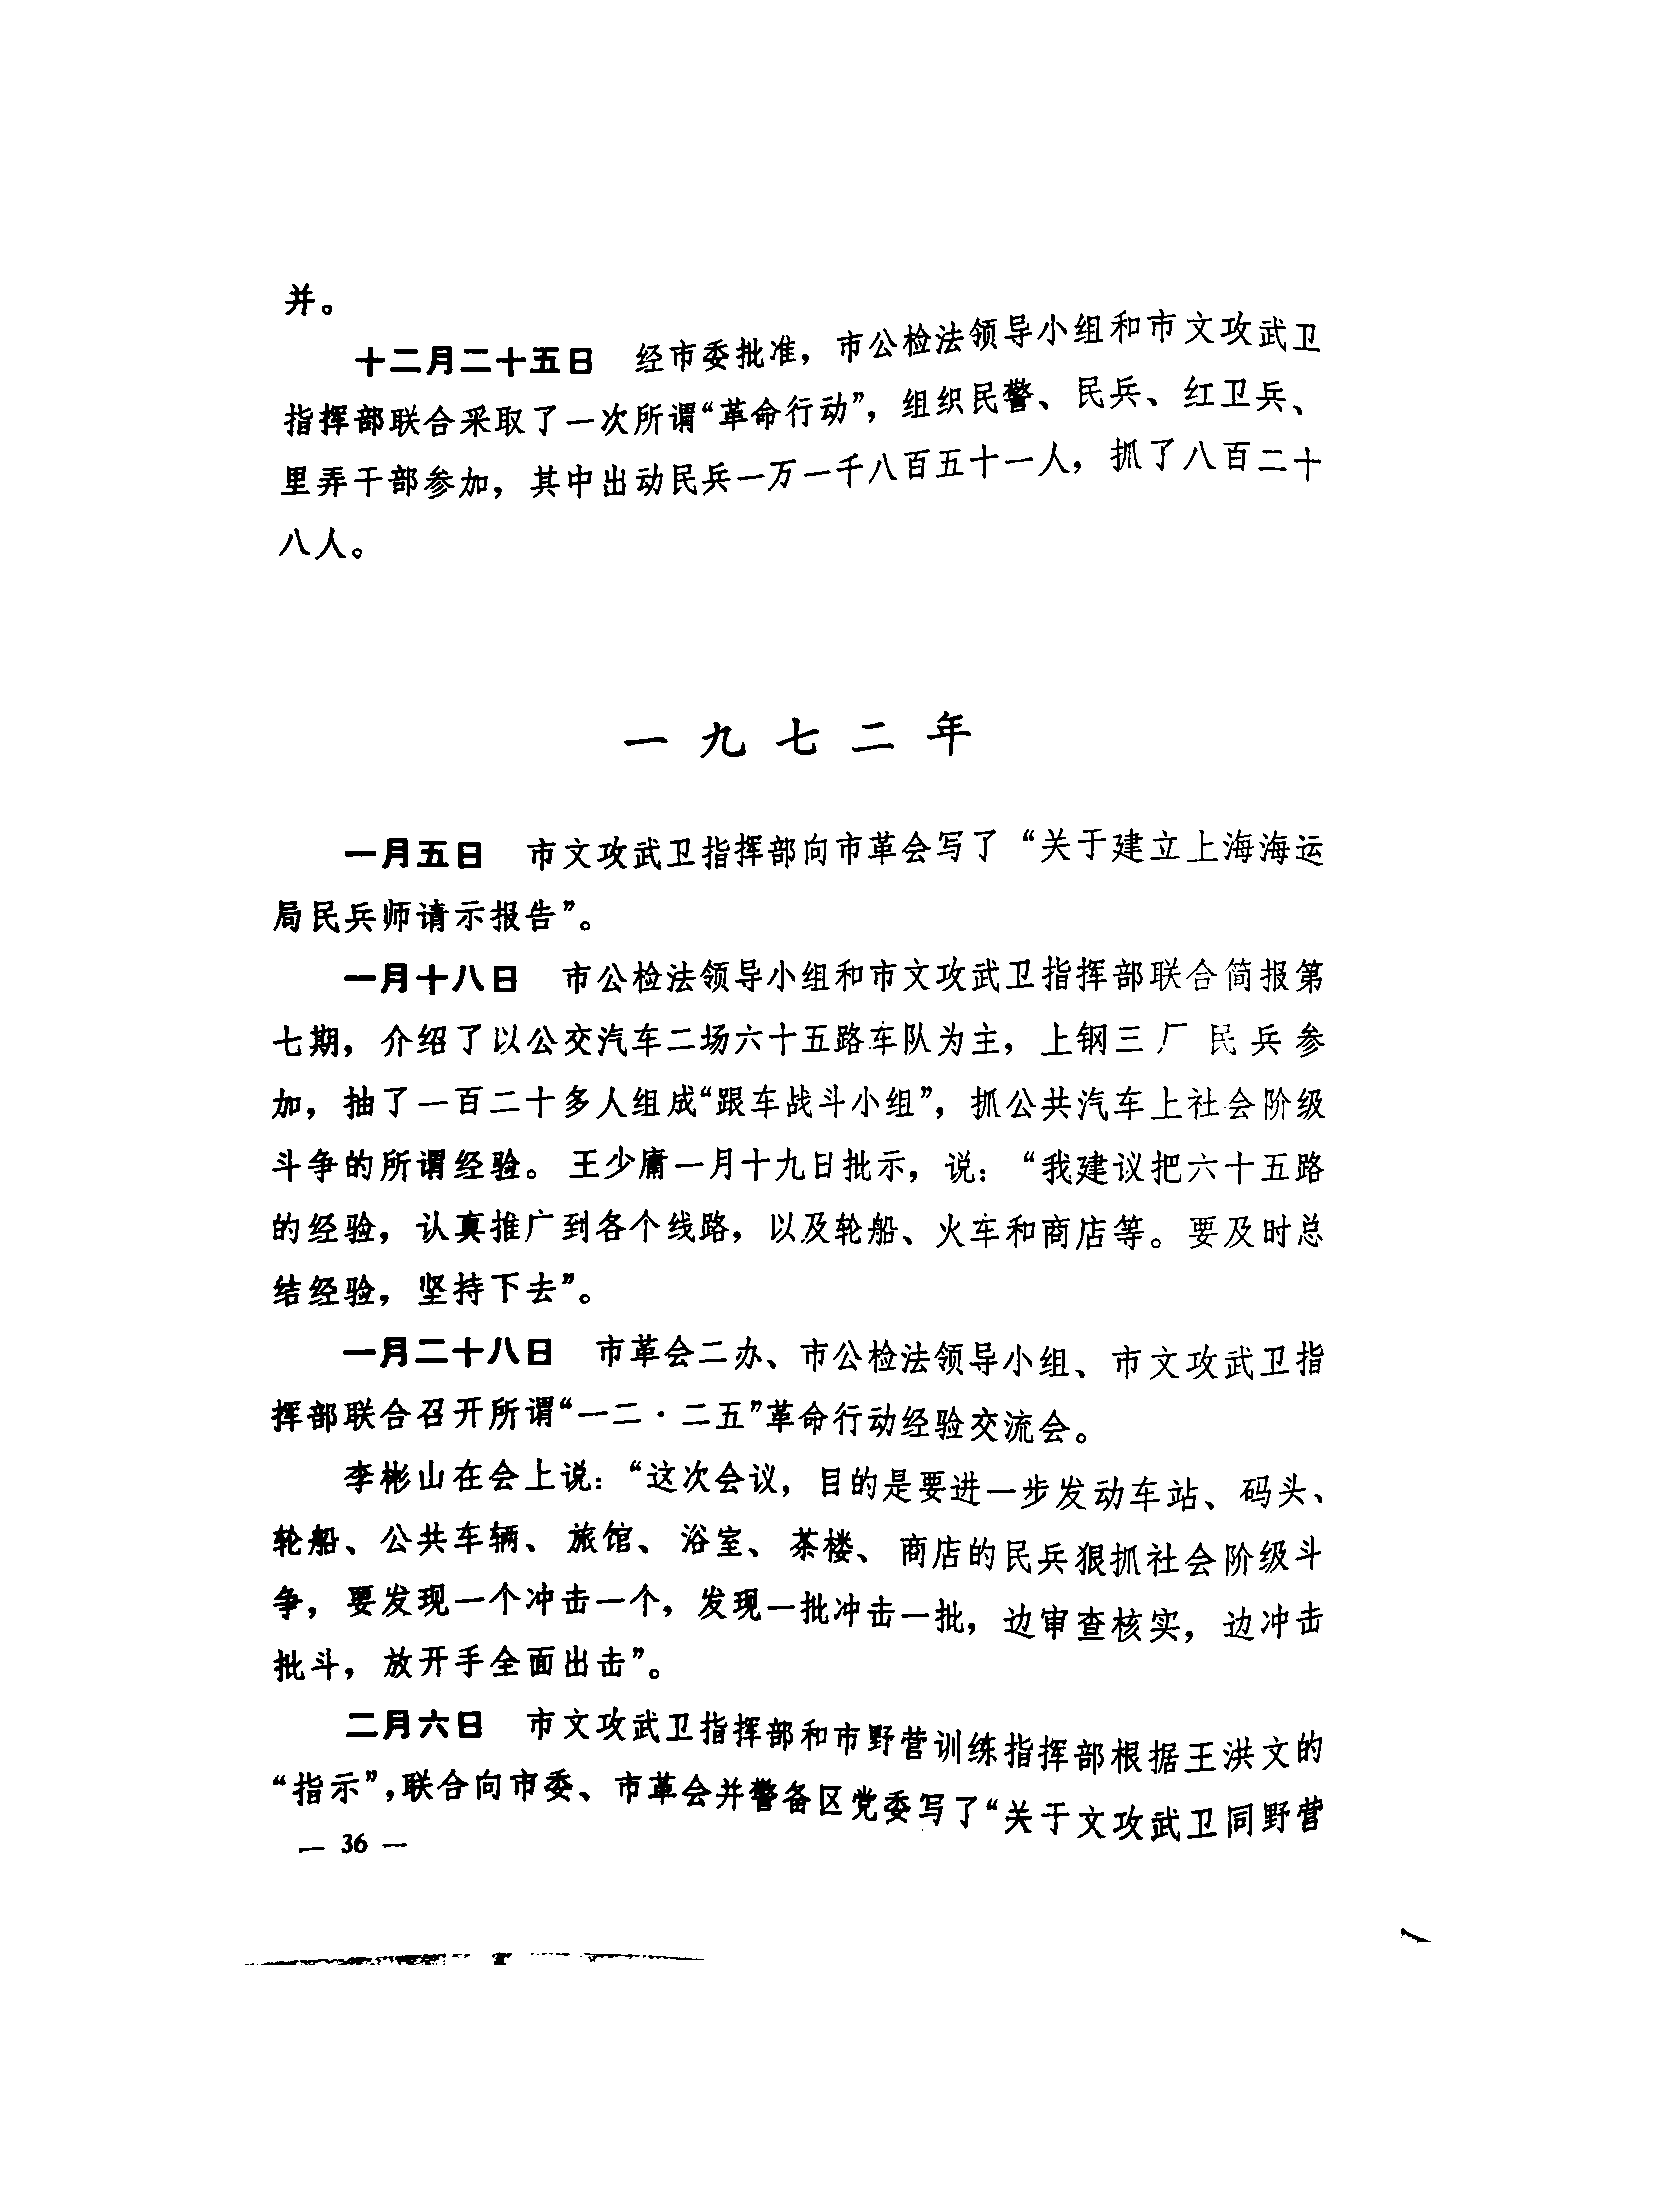 并。
十二月二十五日　经市委批准，市公检法领导小组和市文攻武卫
指挥部联合采取了一次所谓“革命行动”，组织民警、民兵、红卫兵、
里弄干部参加，其中出动民兵一万一千八百五十一人，抓了八百二十
八人。
一九七二年
一月五日　市文攻武卫指挥部向市革会写了“关于建立上海海运
局民兵师请示报告”。
一月十八日　市公检法领导小组和市文攻武卫指挥部联合简报第
七期，介绍了以公交汽车二场六十五路车队为主，上钢三厂民兵参
加，抽了一百二十多人组成“跟车战斗小组”，抓公共汽车上社会阶级
斗争的所谓经验。王少庸一月十九日批示，说：“我建议把六十五路
的经验，认真推广到各个线路，以及轮船、火车和商店等。要及时总
结经验，坚持下去”。
一月二十八日　市革会二办、市公检法领导小组、市文攻武卫指
挥部联合召开所谓“一二·二五”革命行动经验交流会。
李彬山在会上说：“这次会议，目的是要进一步发动车站、码头、
轮船、公共车辆、旅馆、浴室、茶楼、商店的民兵狠抓社会阶级斗
争，要发现一个冲击一个，发现一批冲击一批，边审查核实，边冲击
批斗，放开手全面出击”。
二月六日　市文攻武卫指挥部和市野营训练指挥部根据王洪文的
“指示”，联合向市委、市革会并警备区党委写了“关于文攻武卫同野营
— 36 —